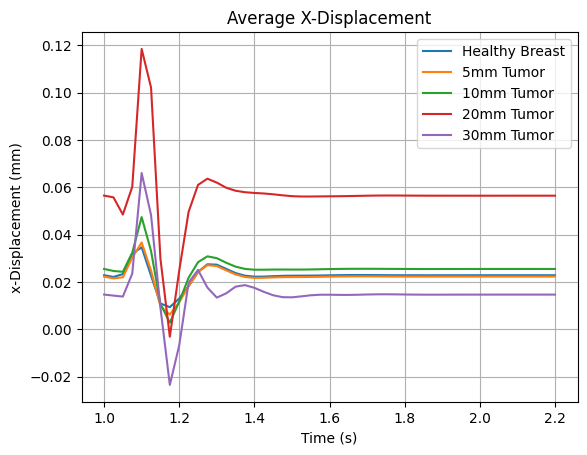 Average X-Displacement
x-Displacement (mm)
0.12
0.10
0.08
0.06
0.04
0.02
0.00
−0.02
Healthy Breast
5mm Tumor
10mm Tumor
20mm Tumor
30mm Tumor
1.0 1.2 1.4 1.6 1.8 2.0 2.2
Time (s)